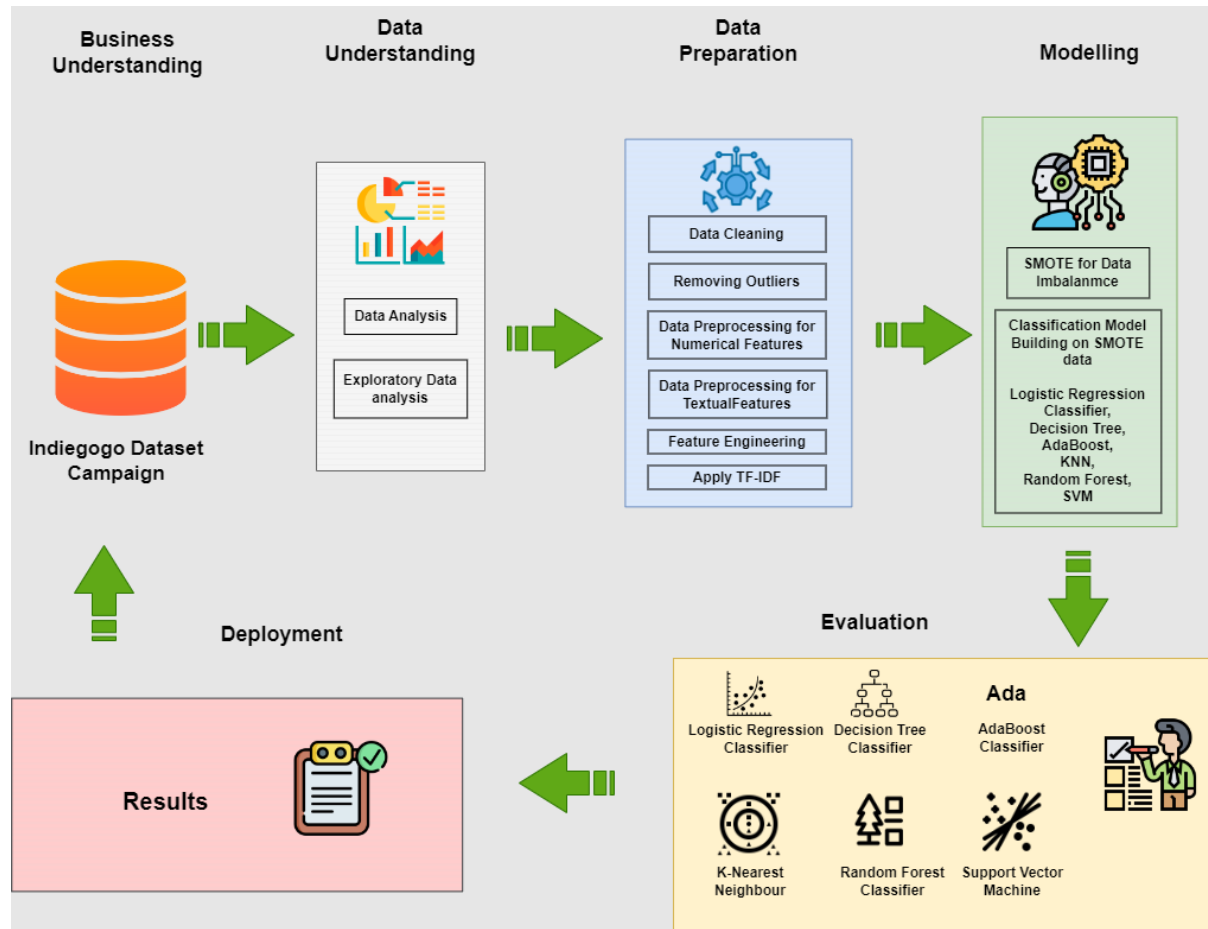 Business
Understanding
Data
Understanding
Data
Preparation
Modelling
Indiegogo Dataset
Campaign
Data Analysis
Exploratory Data
analysis
Data Cleaning
Removing Outliers
Data Preprocessing for
Numerical Features
Data Preprocessing for
TextualFeatures
Feature Engineering
Apply TF-IDF
SMOTE for Data
Imbalanmce
Classification Model
Building on SMOTE
data
Logistic Regression
Classifier,
Decision Tree,
AdaBoost,
KNN,
Random Forest,
SVM
Evaluation
Logistic Regression
Classifier
Decision Tree
Classifier
Ada
AdaBoost
Classifier
K-Nearest
Neighbour
Random Forest
Classifier
Support Vector
Machine
Deployment
Results